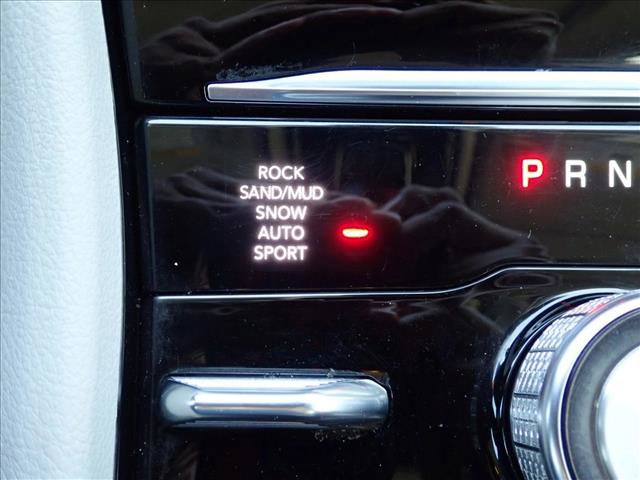 ROCK
SAND/MUD
SNOW
AUTO
SPORT
P R N